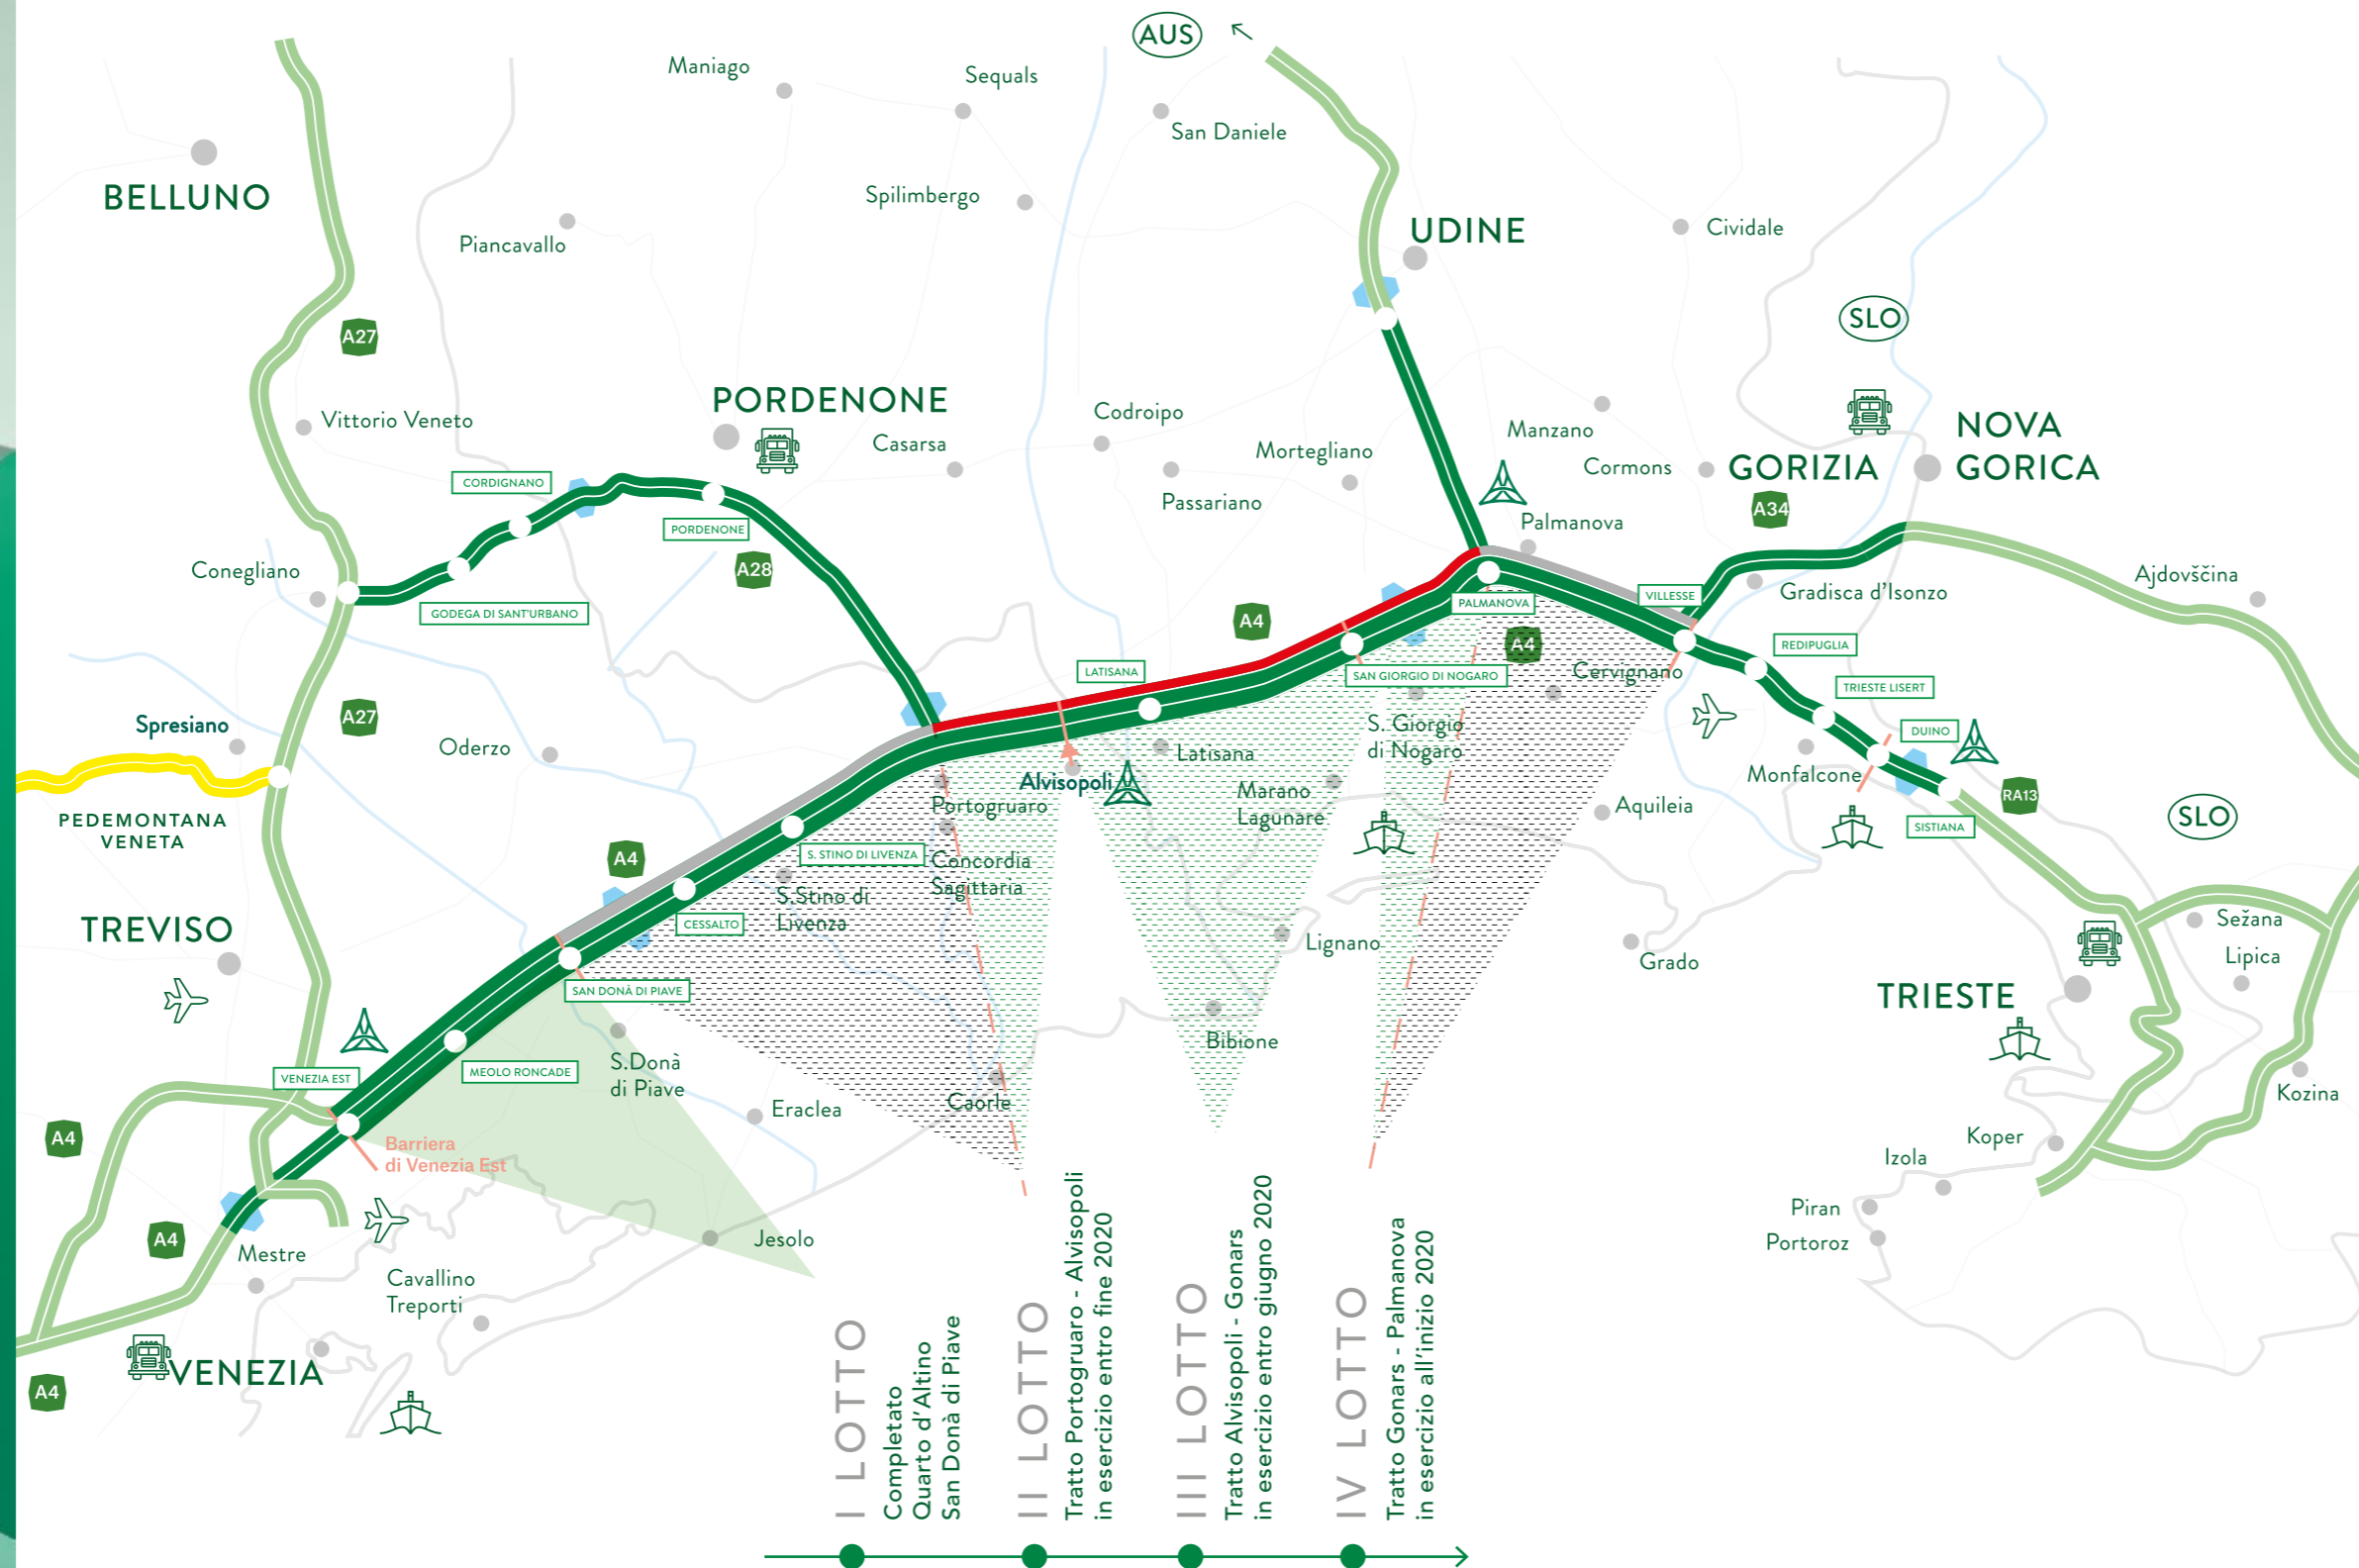 AUS
Maniago
Sequals
San Daniele
BELLUNO
Spilimbergo
UDINE
Cividale
Piancavallo
SLO
A27
PORDENONE
Vittorio Veneto
Codroipo
Casarsa
Manzano
NOVA
GORICA
Mortegliano
Cormons
GORIZIA
CORDIGNANO
Passariano
A34
PORDENONE
Palmanova
A28
Conegliano
Ajdovščina
GODEGA DI SANT'URBANO
VILLESSE
Gradisca d'Isonzo
PALMANOVA
A4
A4
REDIPUGLIA
LATISANA
SAN GIORGIO DI NOGARO
Cervignano
TRIESTE LISERT
A27
Spresiano
S. Giorgio
di Nogaro
DUINO
Oderzo
Latisana
Alvisopoli
Monfalcone
Marano
Lagunare
RA13
Portogruaro
Aquileia
SLO
PEDEMONTANA
VENETA
SISTIANA
A4
S. STINO DI LIVENZA
Concordia
Sagittaria
S.Stino di
Livenza
CESSALTO
TREVISO
Sežana
Lignano
Grado
Lipica
SAN DONÀ DI PIAVE
TRIESTE
Bibione
MEOLO RONCADE
VENEZIA EST
S.Donà
di Piave
Caorle
Eraclea
Kozina
A4
Barriera
di Venezia Est
Koper
Izola
Piran
Portoroz
A4
Jesolo
Mestre
Cavallino
Treporti
VENEZIA
A4
I LOTTO
Completato
Quarto d'Altino
San Donà di Piave
II LOTTO
Tratto Portogruaro - Alvisopoli
in esercizio entro fine 2020
III LOTTO
Tratto Alvisopoli - Gonars
in esercizio entro giugno 2020
IV LOTTO
Tratto Gonars - Palmanova
in esercizio all'inizio 2020